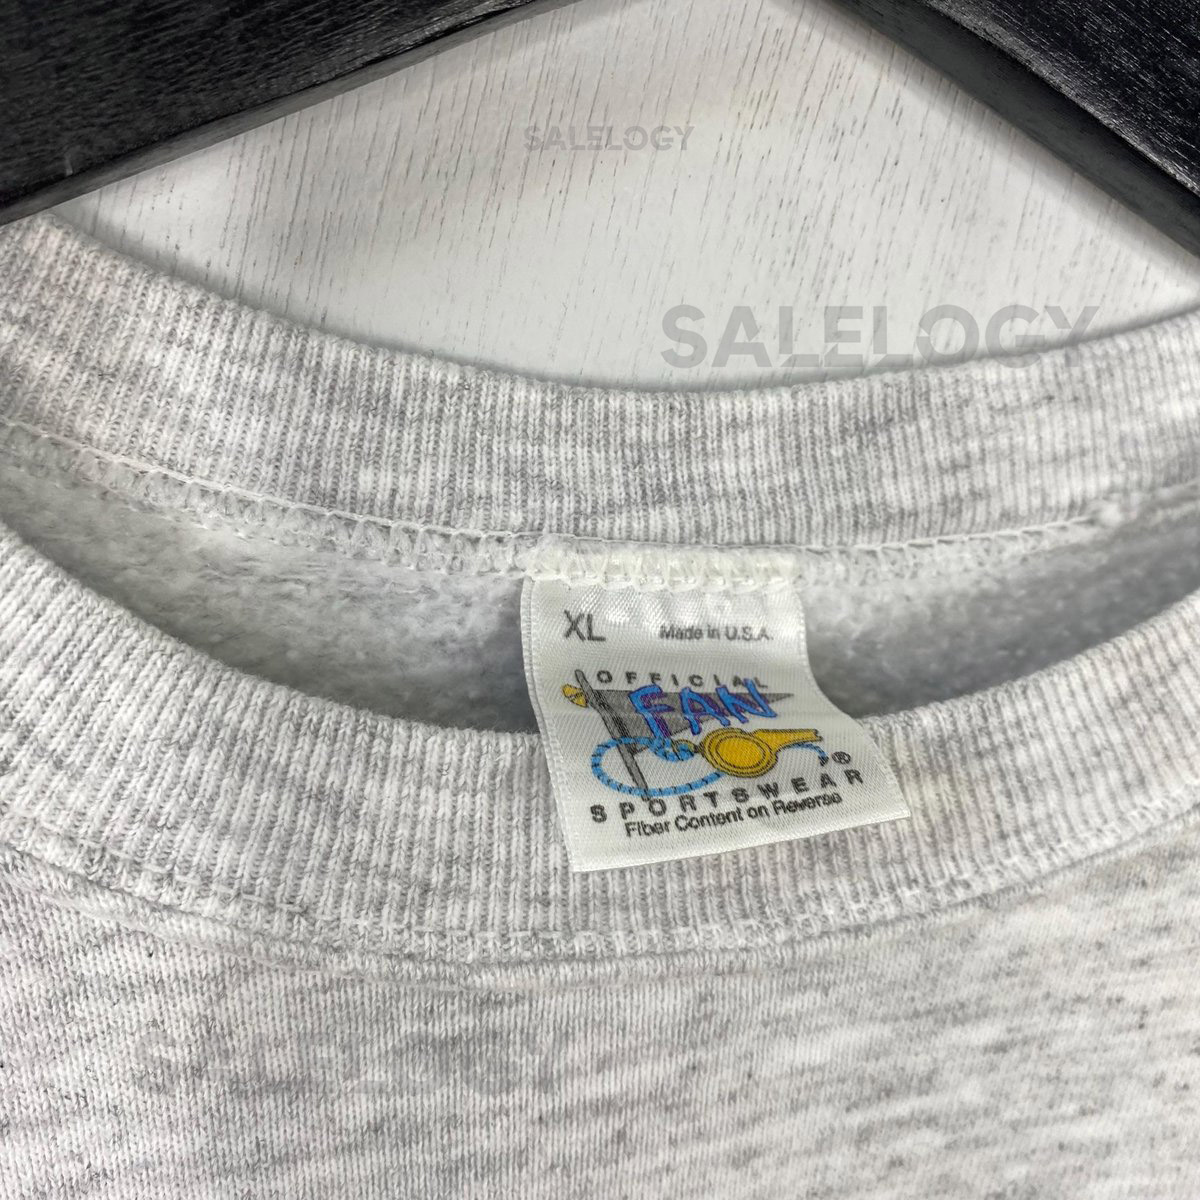 SALELOGY
SALELOGY
XL Made in U.S.A.
OFFICIAL
FAN
®
SPORTSWEAR
Fiber Content on Reverse